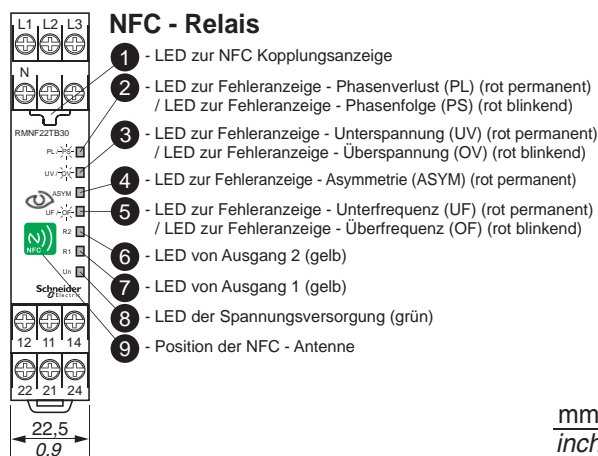 NFC - Relais
L1 L2 L3
N
RMNF22TB30
PL / PS
UV / OV
ASYM
UF / OF
R2
NFC
R1
Un
Schneider
Electric
12 11 14
22 21 24
22,5
0.9
1 - LED zur NFC Kopplungsanzeige
2 - LED zur Fehleranzeige - Phasenverlust (PL) (rot permanent)
/ LED zur Fehleranzeige - Phasenfolge (PS) (rot blinkend)
3 - LED zur Fehleranzeige - Unterspannung (UV) (rot permanent)
/ LED zur Fehleranzeige - Überspannung (OV) (rot blinkend)
4 - LED zur Fehleranzeige - Asymmetrie (ASYM) (rot permanent)
5 - LED zur Fehleranzeige - Unterfrequenz (UF) (rot permanent)
/ LED zur Fehleranzeige - Überfrequenz (OF) (rot blinkend)
6 - LED von Ausgang 2 (gelb)
7 - LED von Ausgang 1 (gelb)
8 - LED der Spannungsversorgung (grün)
9 - Position der NFC - Antenne
mm
inch.